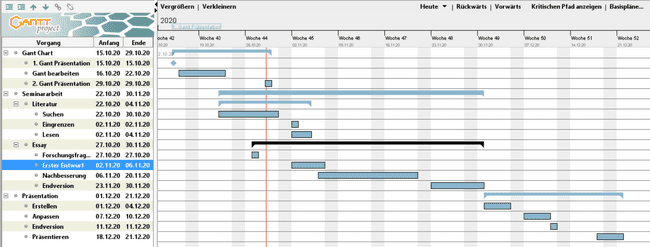 Vergrößern | Verkleinern
Heute | Rückwärts | Vorwärts
Kritischen Pfad anzeigen | Basispläne...
GANTT
project
2020
Gantt Präsentation
Vorgang Anfang Ende
Woche 42 Woche 43 Woche 44 Woche 45 Woche 46 Woche 47 Woche 48 Woche 49 Woche 50 Woche 51 Woche 52
Gant Chart 15.10.20 29.10.20
1. Gant Präsentation 15.10.20 15.10.20
Gant bearbeiten 16.10.20 22.10.20
2. Gant Präsentation 29.10.20 29.10.20
Seminararbeit 22.10.20 30.11.20
Literatur 22.10.20 04.11.20
Suchen 22.10.20 30.10.20
Eingrenzen 02.11.20 02.11.20
Lesen 02.11.20 04.11.20
Essay 27.10.20 30.11.20
Forschungsfrag... 27.10.20 27.10.20
Erster Entwurf 02.11.20 06.11.20
Nachbesserung 06.11.20 20.11.20
Endversion 23.11.20 30.11.20
Präsentation 01.12.20 21.12.20
Erstellen 01.12.20 04.12.20
Anpassen 07.12.20 10.12.20
Endversion 11.12.20 11.12.20
Präsentieren 18.12.20 21.12.20